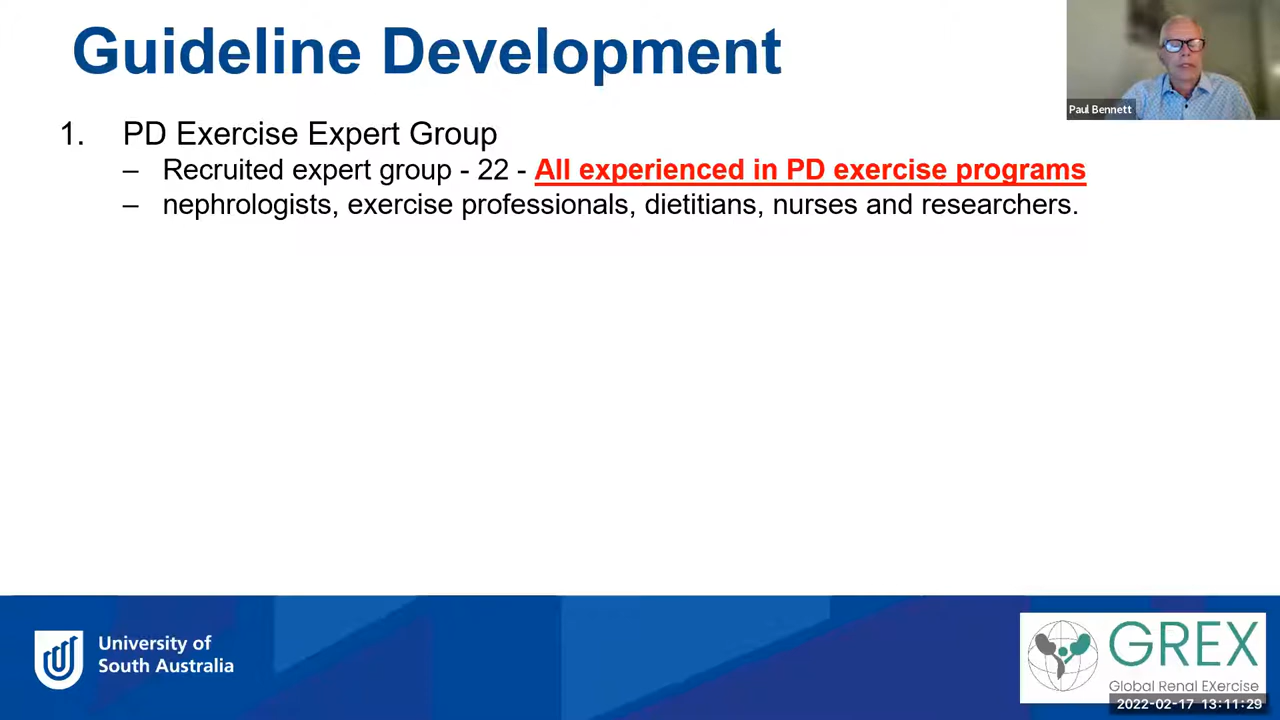 Guideline Development
Paul Bennett
1. PD Exercise Expert Group
– Recruited expert group - 22 - All experienced in PD exercise programs
– nephrologists, exercise professionals, dietitians, nurses and researchers.
University of
South Australia
GREX
Global Renal Exercise
2022-02-17 13:11:29